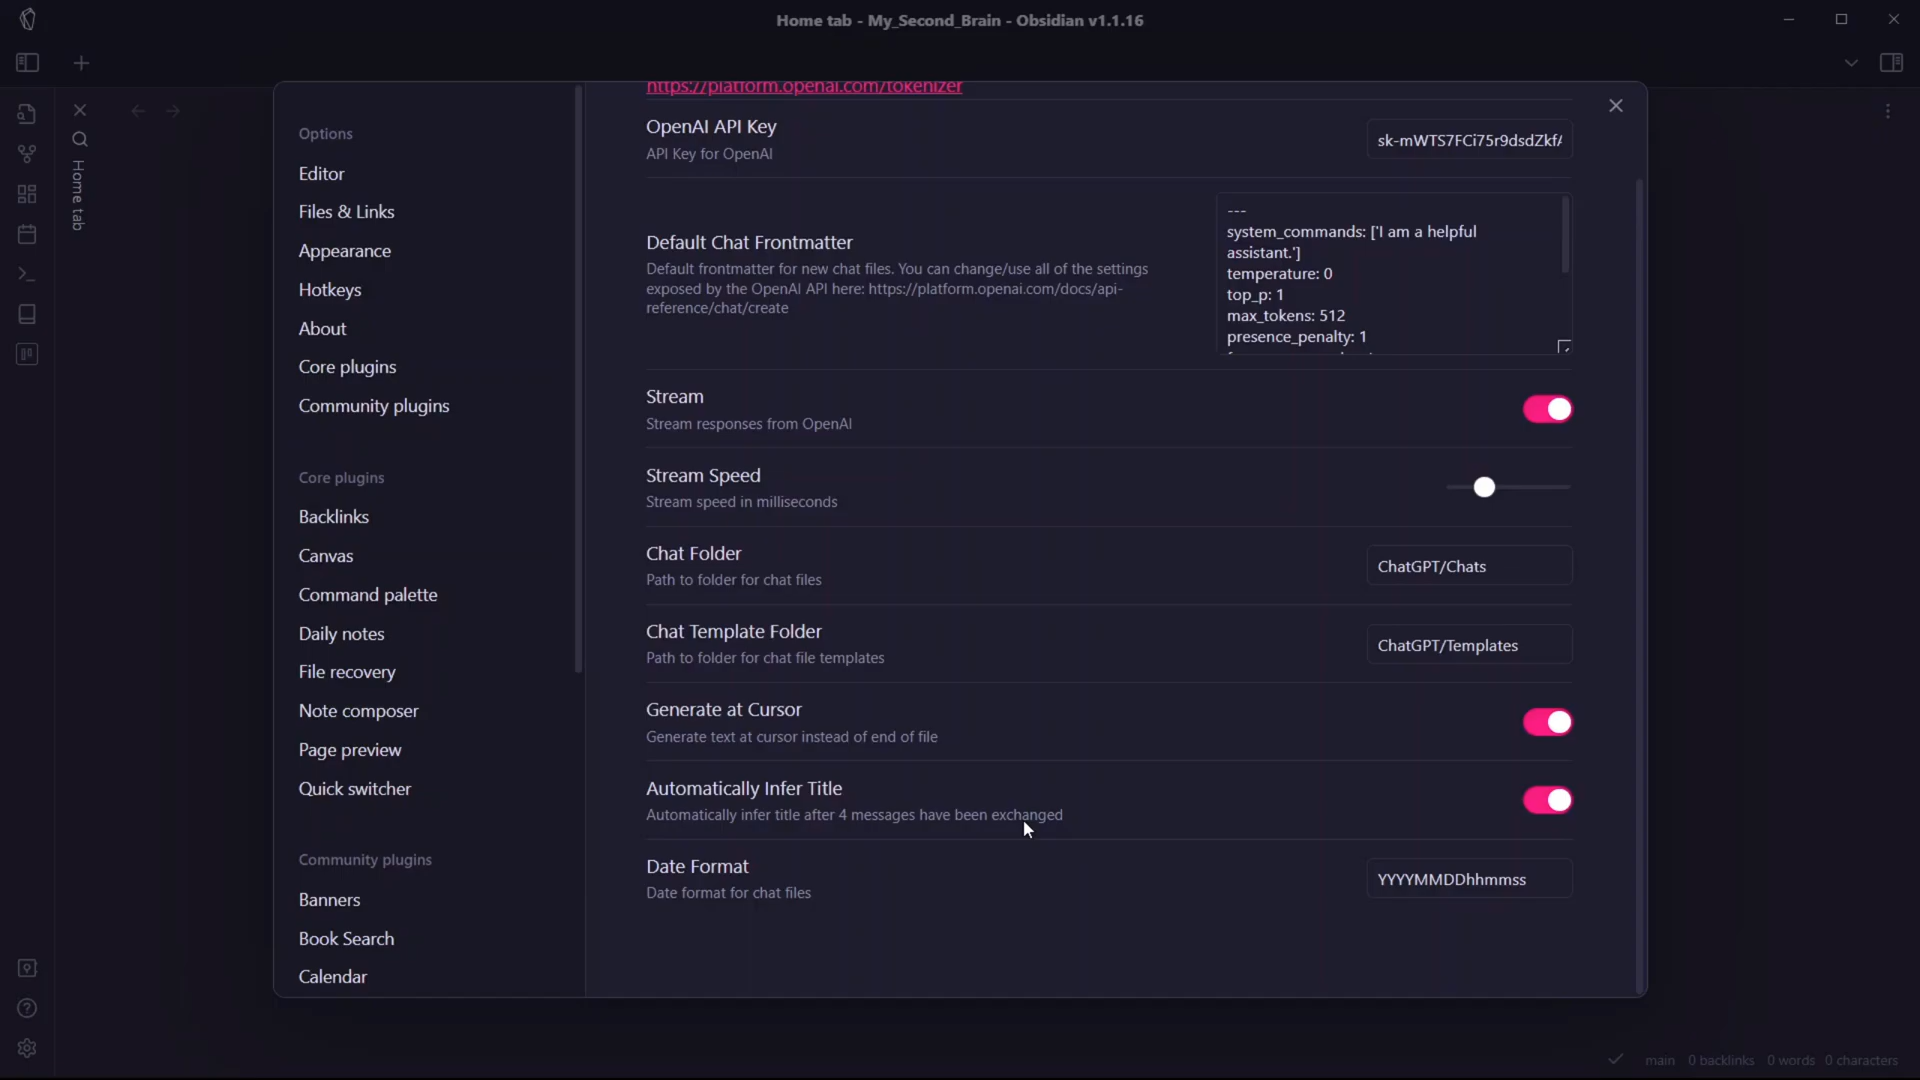 Home tab - My_Second_Brain - Obsidian v1.1.16
Home tab
Options
Editor
Files & Links
Appearance
Hotkeys
About
Core plugins
Community plugins
Core plugins
Backlinks
Canvas
Command palette
Daily notes
File recovery
Note composer
Page preview
Quick switcher
Community plugins
Banners
Book Search
Calendar
https://platform.openai.com/tokenizer
OpenAI API Key
API Key for OpenAI
sk-mWTS7FCi75r9dsdZkf
Default Chat Frontmatter
Default frontmatter for new chat files. You can change/use all of the settings
exposed by the OpenAI API here: https://platform.openai.com/docs/api-
reference/chat/create
---
system_commands: ['I am a helpful
assistant.']
temperature: 0
top_p: 1
max_tokens: 512
presence_penalty: 1
Stream
Stream responses from OpenAI
Stream Speed
Stream speed in milliseconds
Chat Folder
Path to folder for chat files
ChatGPT/Chats
Chat Template Folder
Path to folder for chat file templates
ChatGPT/Templates
Generate at Cursor
Generate text at cursor instead of end of file
Automatically Infer Title
Automatically infer title after 4 messages have been exchanged
Date Format
Date format for chat files
YYYYMMDDhhmmss
main 0 backlinks 0 words 0 characters